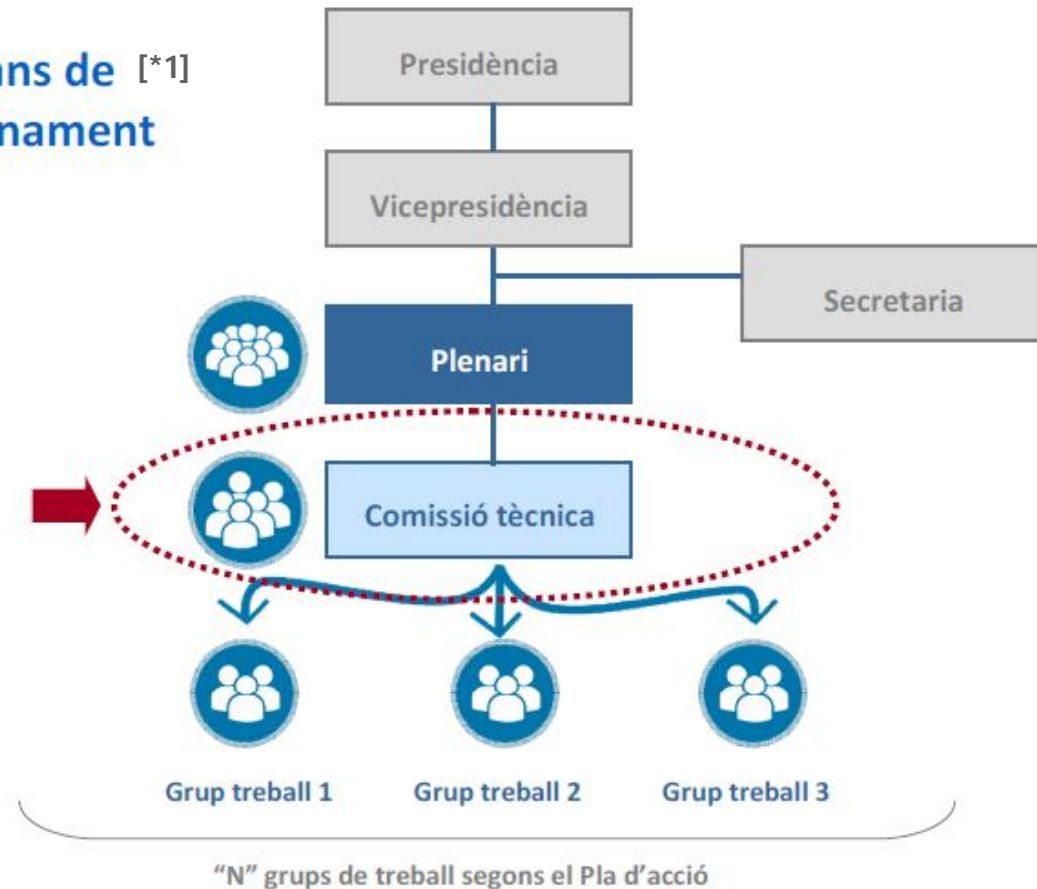 ns de [*1]
nament
Presidència
Vicepresidència
Secretaria
Plenari
Comissió tècnica
Grup treball 1
Grup treball 2
Grup treball 3
"N" grups de treball segons el Pla d'acció